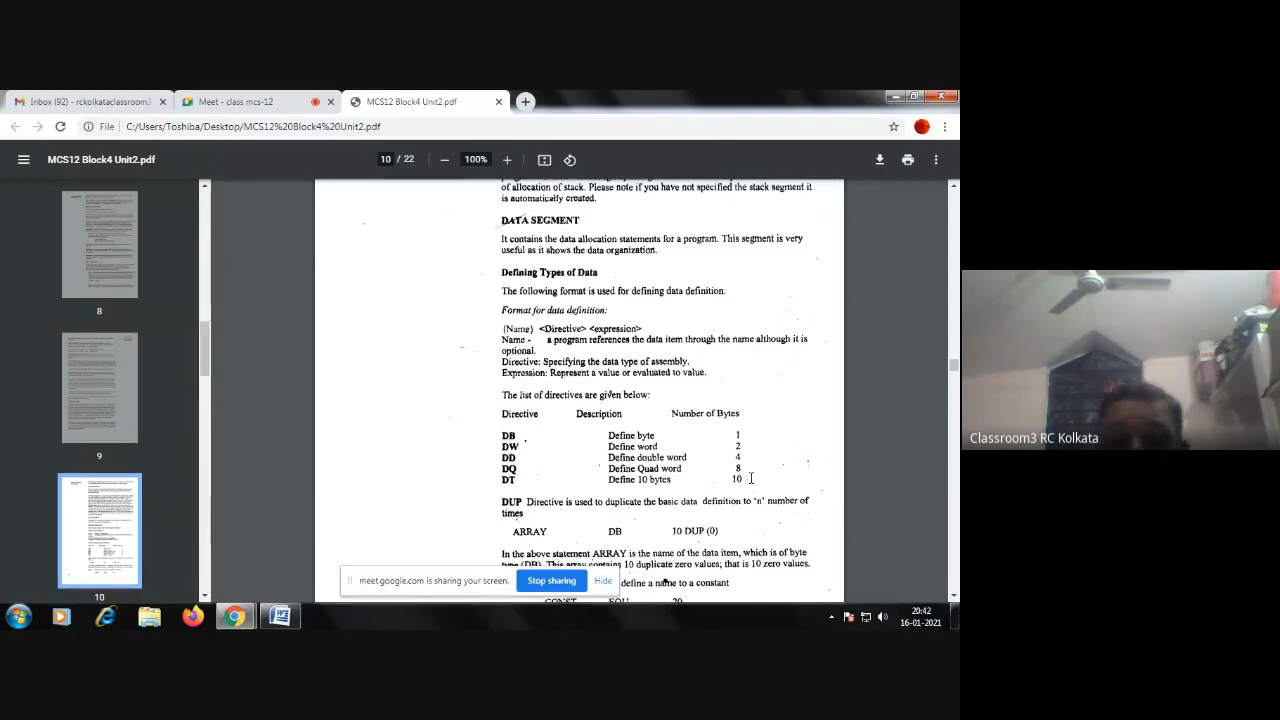 Inbox (92) - rckolkataclassroom3
Meet - class mcs-12
MCS12 Block4 Unit2.pdf
File
C:/Users/Toshiba/Desktop/MCS12%20Block4%20Unit2.pdf
MCS12 Block4 Unit2.pdf
10 / 22
100%
8
9
10
of allocation of stack. Please note if you have not specified the stack segment it
is automatically created.
DATA SEGMENT
It contains the data allocation statements for a program. This segment is very
useful as it shows the data organization.
Defining Types of Data
The following format is used for defining data definition:
Format for data definition:
{Name} <Directive> <expression>
Name - a program references the data item through the name although it is
optional.
Directive: Specifying the data type of assembly.
Expression: Represent a value or evaluated to value.
The list of directives are given below:
Directive Description Number of Bytes
DB Define byte 1
DW Define word 2
DD Define double word 4
DQ Define Quad word 8
DT Define 10 bytes 10
DUP Directive is used to duplicate the basic data definition to 'n' number of
times
ARRAY DB 10 DUP (0)
In the above statement ARRAY is the name of the data item, which is of byte
type (DB). This array contains 10 duplicate zero values; that is 10 zero values.
define a name to a constant
CONST EQU 20
meet.google.com is sharing your screen.
Stop sharing
Hide
20:42
16-01-2021
Classroom3 RC Kolkata